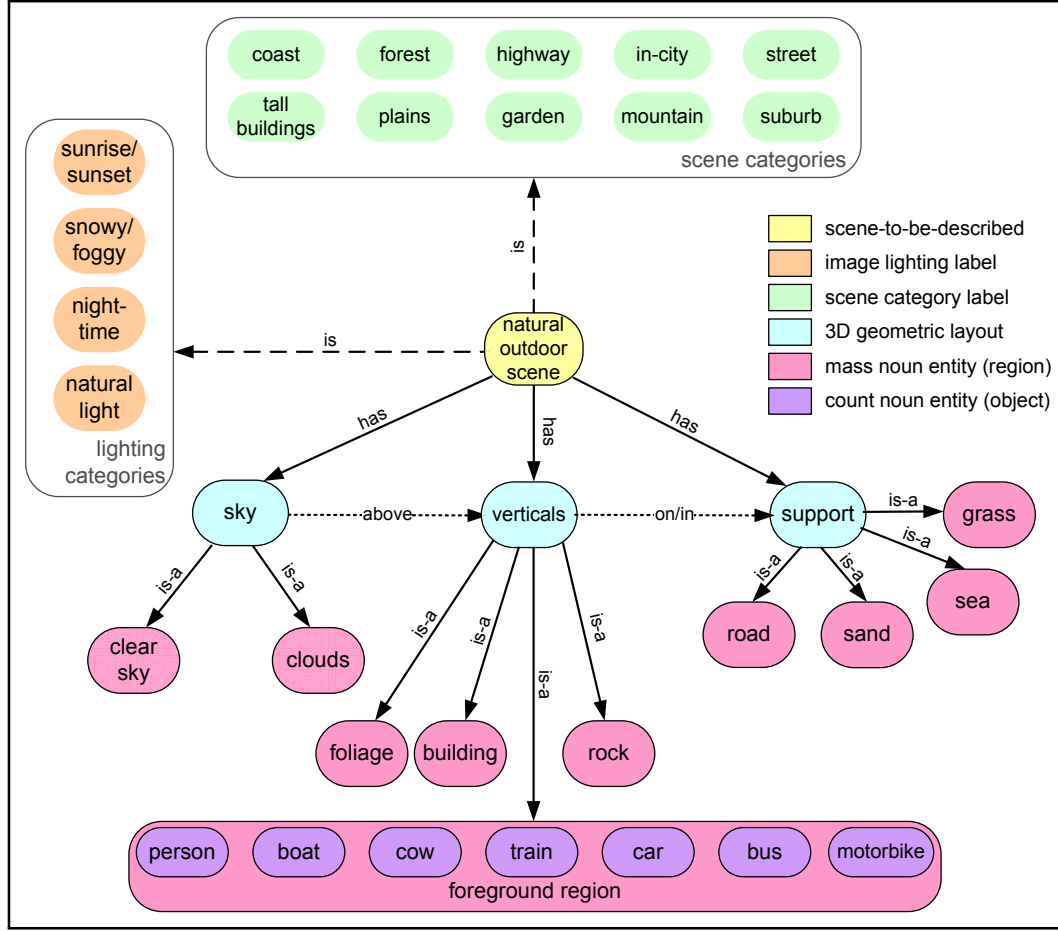 coast
forest
highway
in-city
street
tall
buildings
plains
garden
mountain
suburb
scene categories
sunrise/
sunset
snowy/
foggy
night-
time
natural
light
lighting
categories
scene-to-be-described
image lighting label
scene category label
3D geometric layout
mass noun entity (region)
count noun entity (object)
is
is
natural
outdoor
scene
has
has
has
sky
above
verticals
on/in
support
is-a
grass
is-a
sea
is-a
is-a
road
sand
is-a
is-a
clear
sky
clouds
is-a
is-a
is-a
is-a
foliage
building
rock
person
boat
cow
train
car
bus
motorbike
foreground region